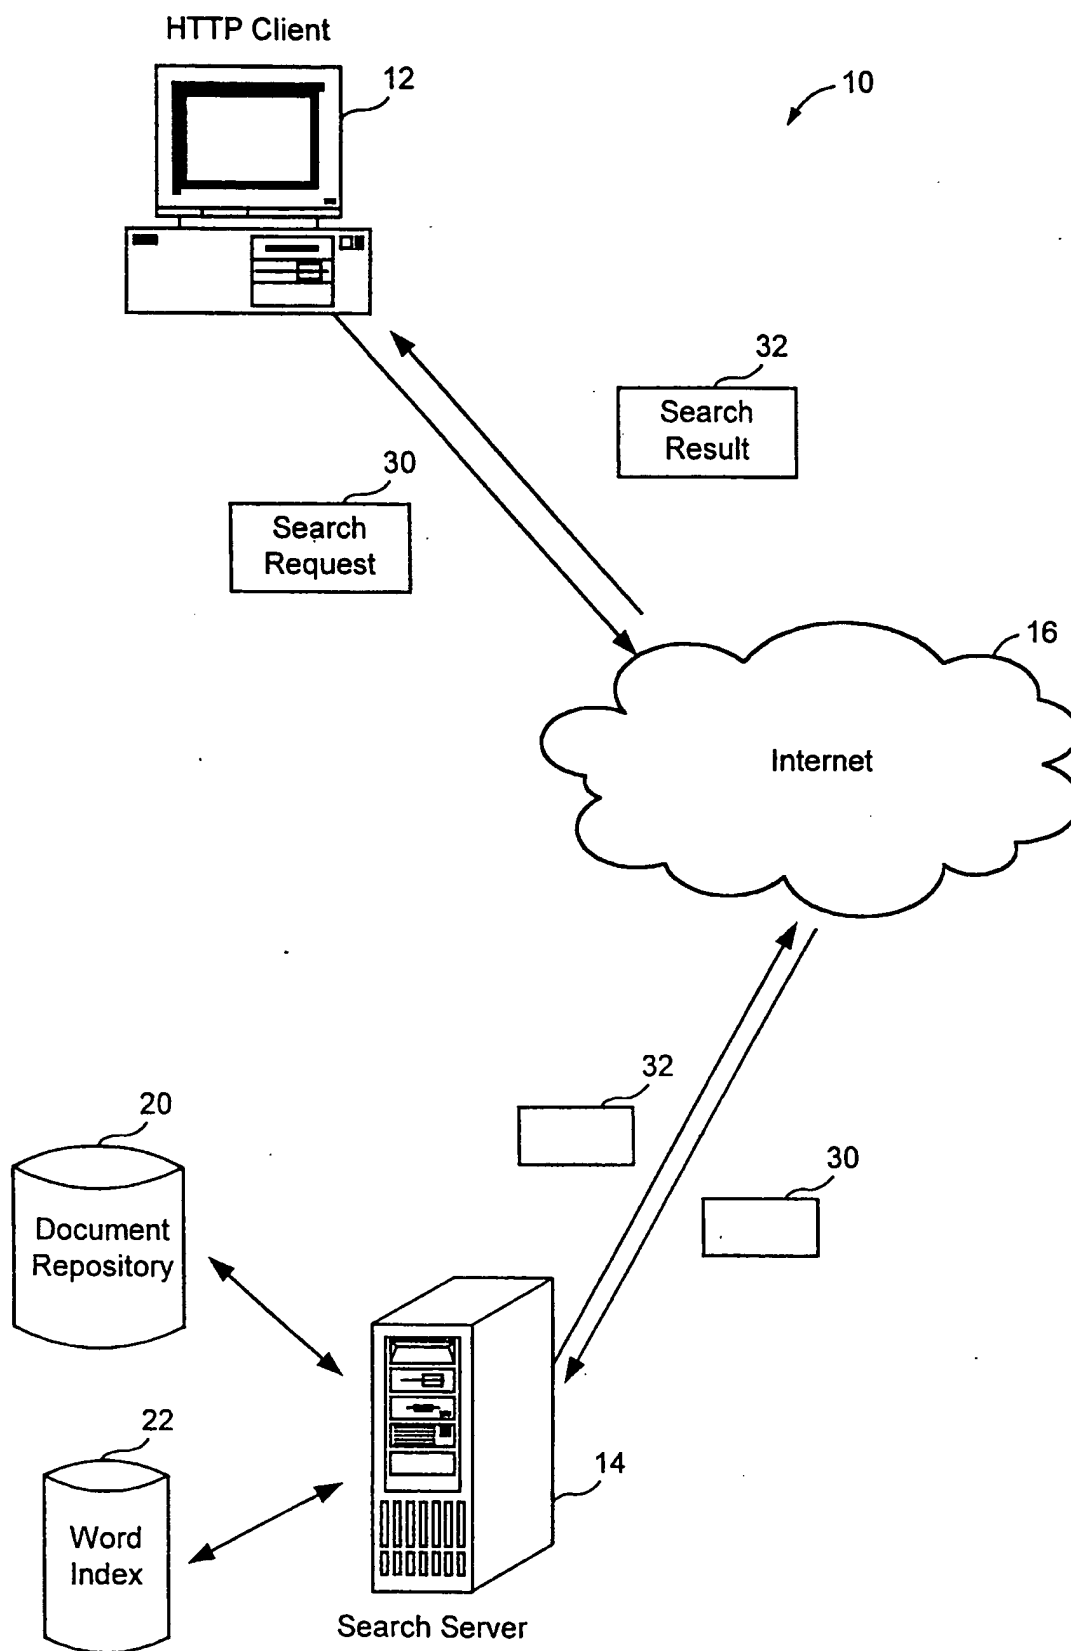 HTTP Client
12
10
32
Search
Result
30
Search
Request
16
Internet
32
30
20
Document
Repository
22
Word
Index
14
Search Server